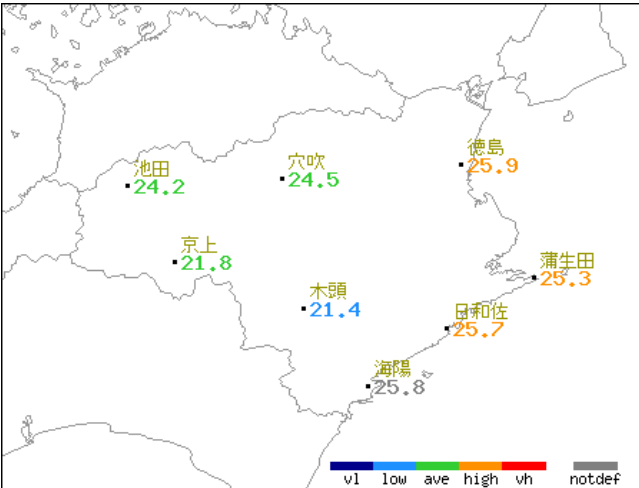 徳島
25.9
穴吹
24.5
池田
24.2
京上
21.8
蒲生田
25.3
木頭
21.4
日和佐
25.7
海陽
25.8
vl low ave high vh notdef